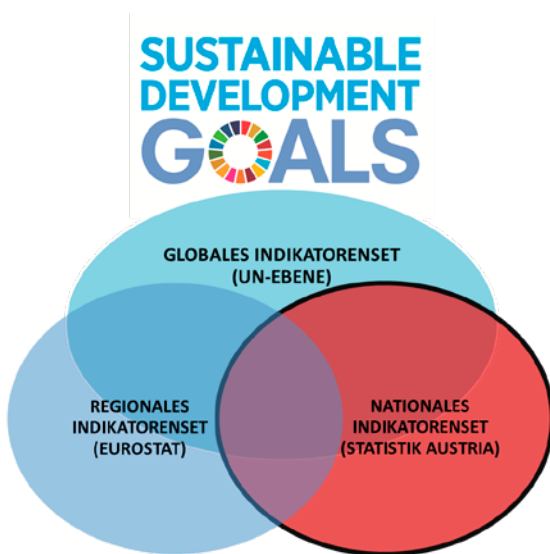 SUSTAINABLE
DEVELOPMENT
GOALS
GLOBALES INDIKATORENSET
(UN-EBENE)
REGIONALES
INDIKATORENSET
(EUROSTAT)
NATIONALES
INDIKATORENSET
(STATISTIK AUSTRIA)